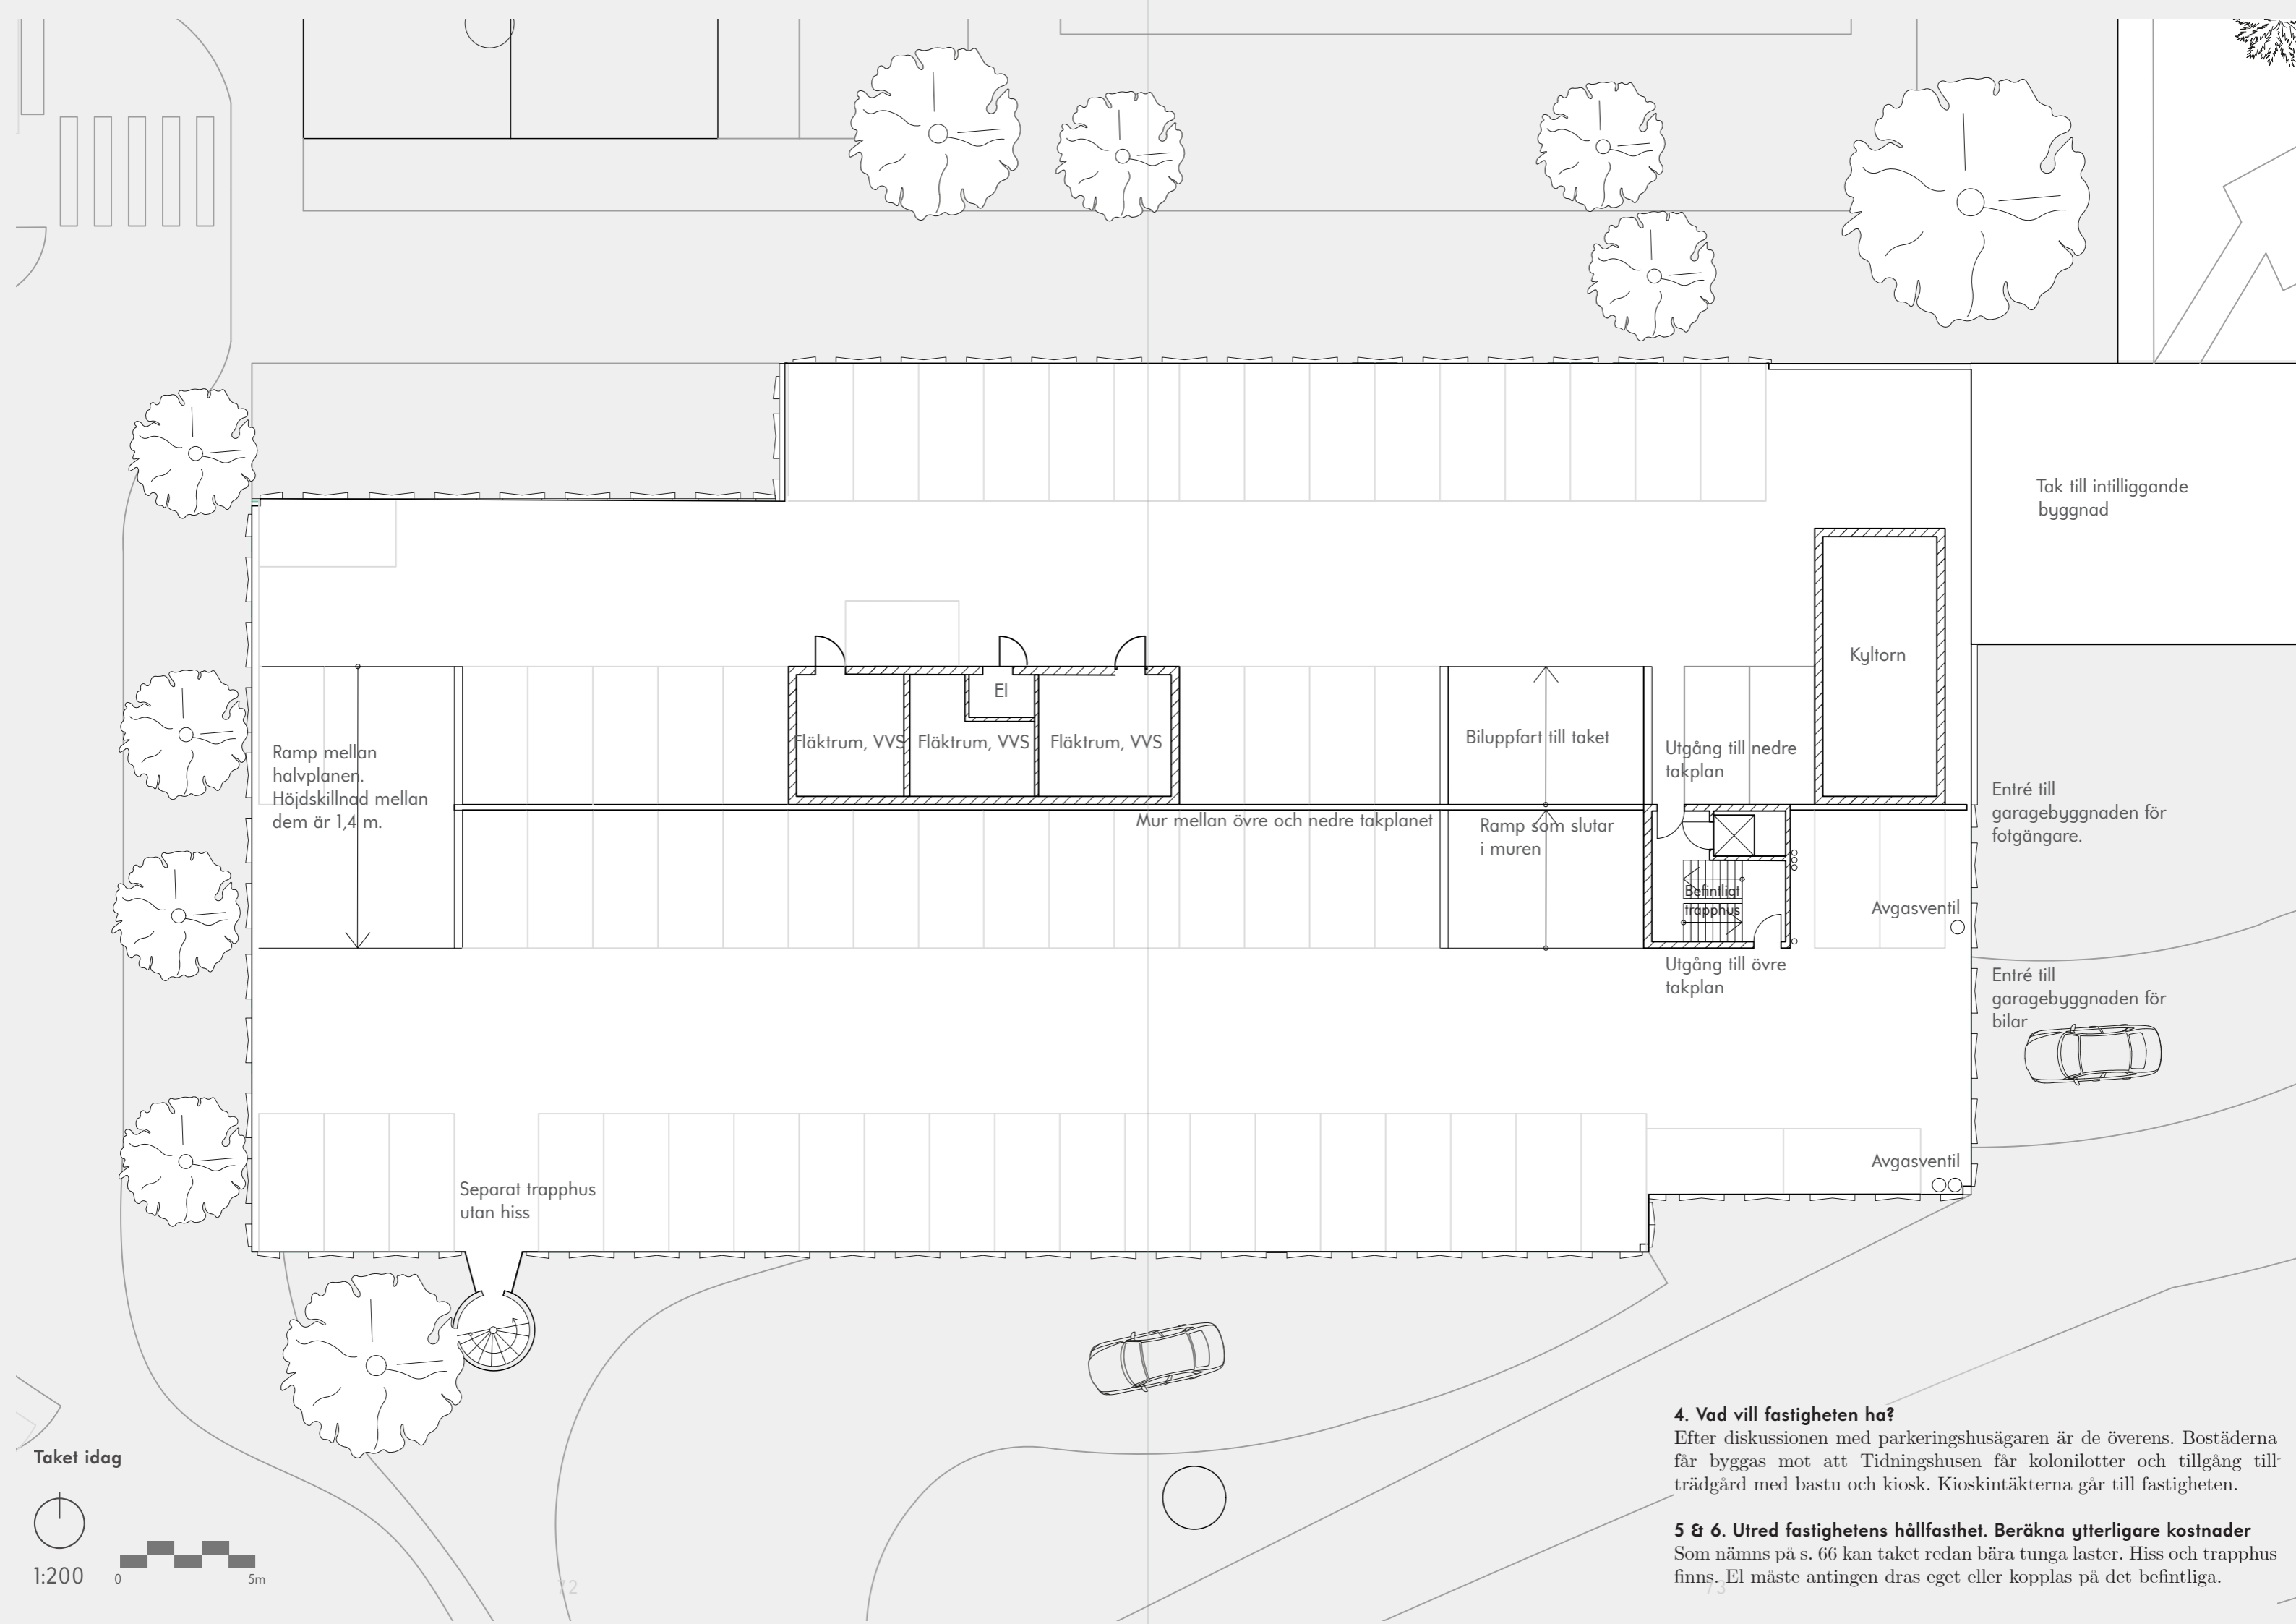 Tak till intilliggande
byggnad
Kyltorn
El
Fläktrum, VVS
Fläktrum, VVS
Fläktrum, VVS
Biluppfart till taket
Utgång till nedre
takplan
Ramp mellan
halvplanen.
Höjdskillnad mellan
dem är 1,4 m.
Entré till
garagebyggnaden för
fotgängare.
Mur mellan övre och nedre takplanet
Ramp som slutar
i muren
Befintligt
trapphus
Avgasventil
Utgång till övre
takplan
Entré till
garagebyggnaden för
bilar
Avgasventil
Separat trapphus
utan hiss
Taket idag
1:200
0
5m
72
4. Vad vill fastigheten ha?
Efter diskussionen med parkeringshusägaren är de överens. Bostäderna
får byggas mot att Tidningshusen får kolonilotter och tillgång till
trädgård med bastu och kiosk. Kioskintäkterna går till fastigheten.
5 & 6. Utred fastighetens hållfasthet. Beräkna ytterligare kostnader
Som nämns på s. 66 kan taket redan bära tunga laster. Hiss och trapphus
finns. El måste antingen dras eget eller kopplas på det befintliga.
73